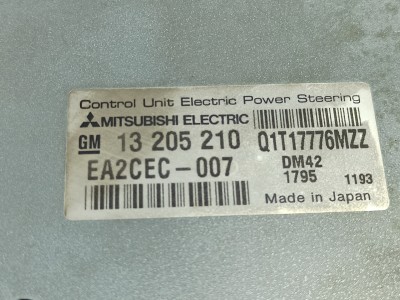 Control Unit Electric Power Steering
MITSUBISHI ELECTRIC
GM 13 205 210 Q1T17776MZZ
EA2CEC-007 DM42
1795 1193
Made in Japan